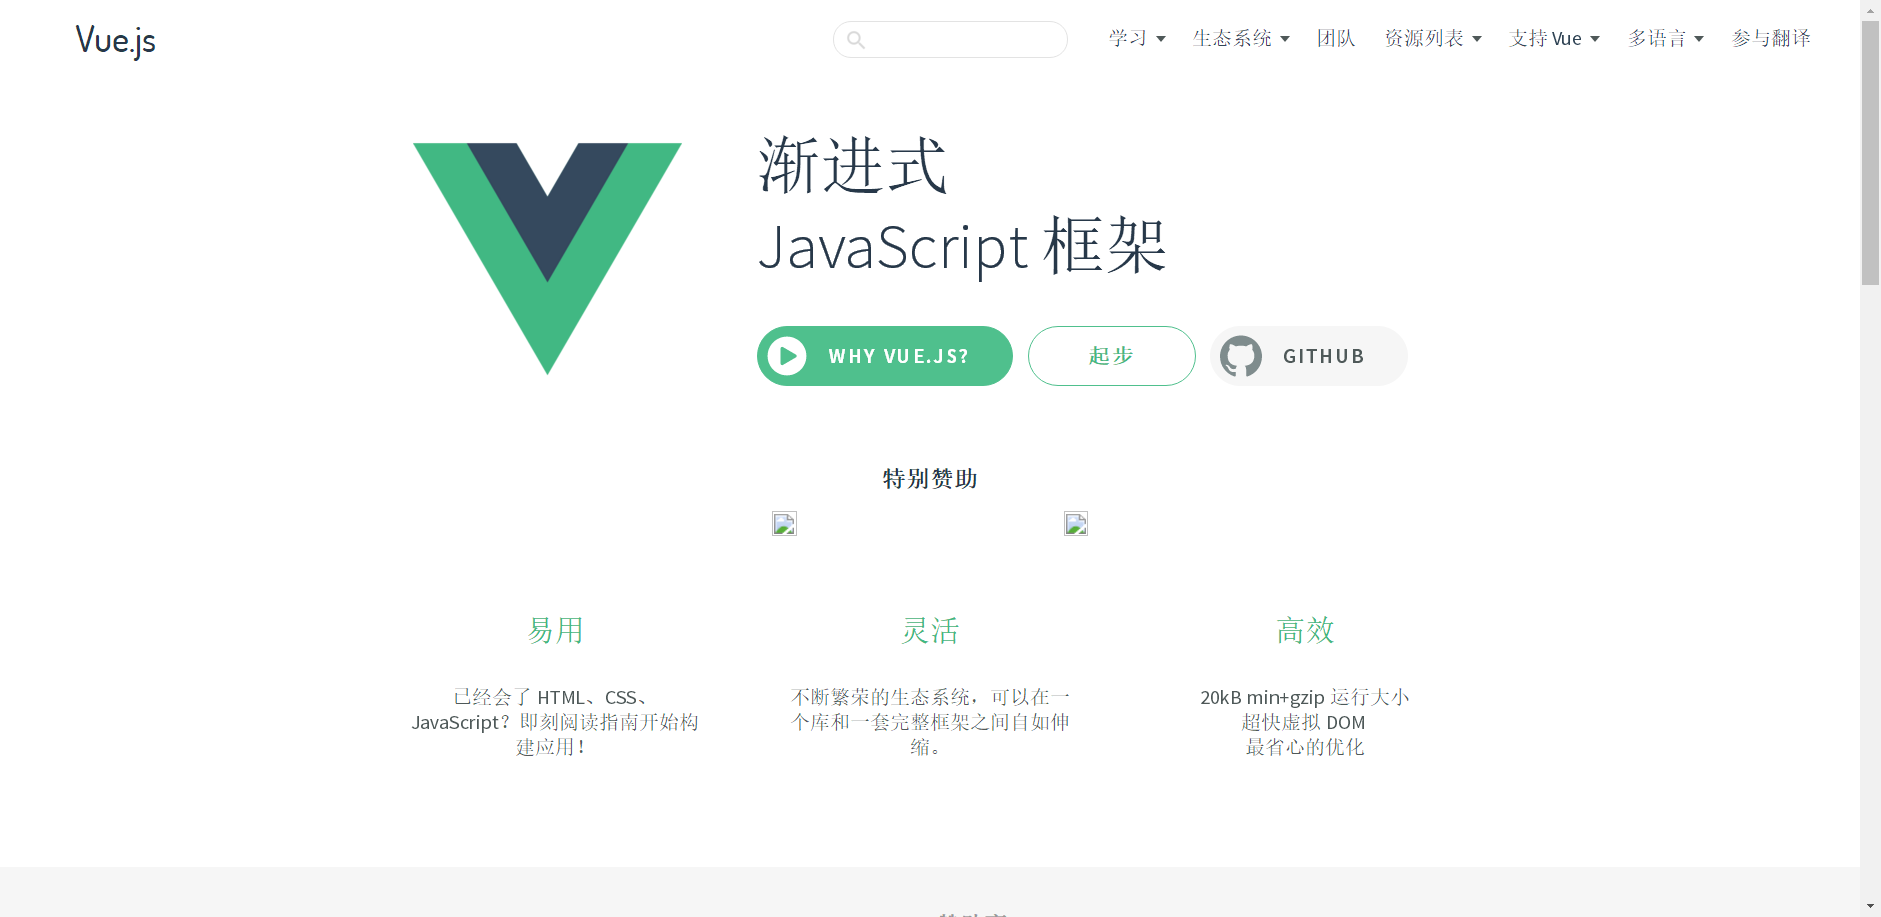 Vue.js
学习
生态系统
团队
资源列表
支持 Vue
多语言
参与翻译
渐进式
JavaScript 框架
WHY VUE.JS?
起步
GITHUB
特别赞助
易用
灵活
高效
已经会了 HTML、CSS、
JavaScript？即刻阅读指南开始构
建应用！
不断繁荣的生态系统，可以在一
个库和一套完整框架之间自如伸
缩。
20kB min+gzip 运行大小
超快虚拟 DOM
最省心的优化